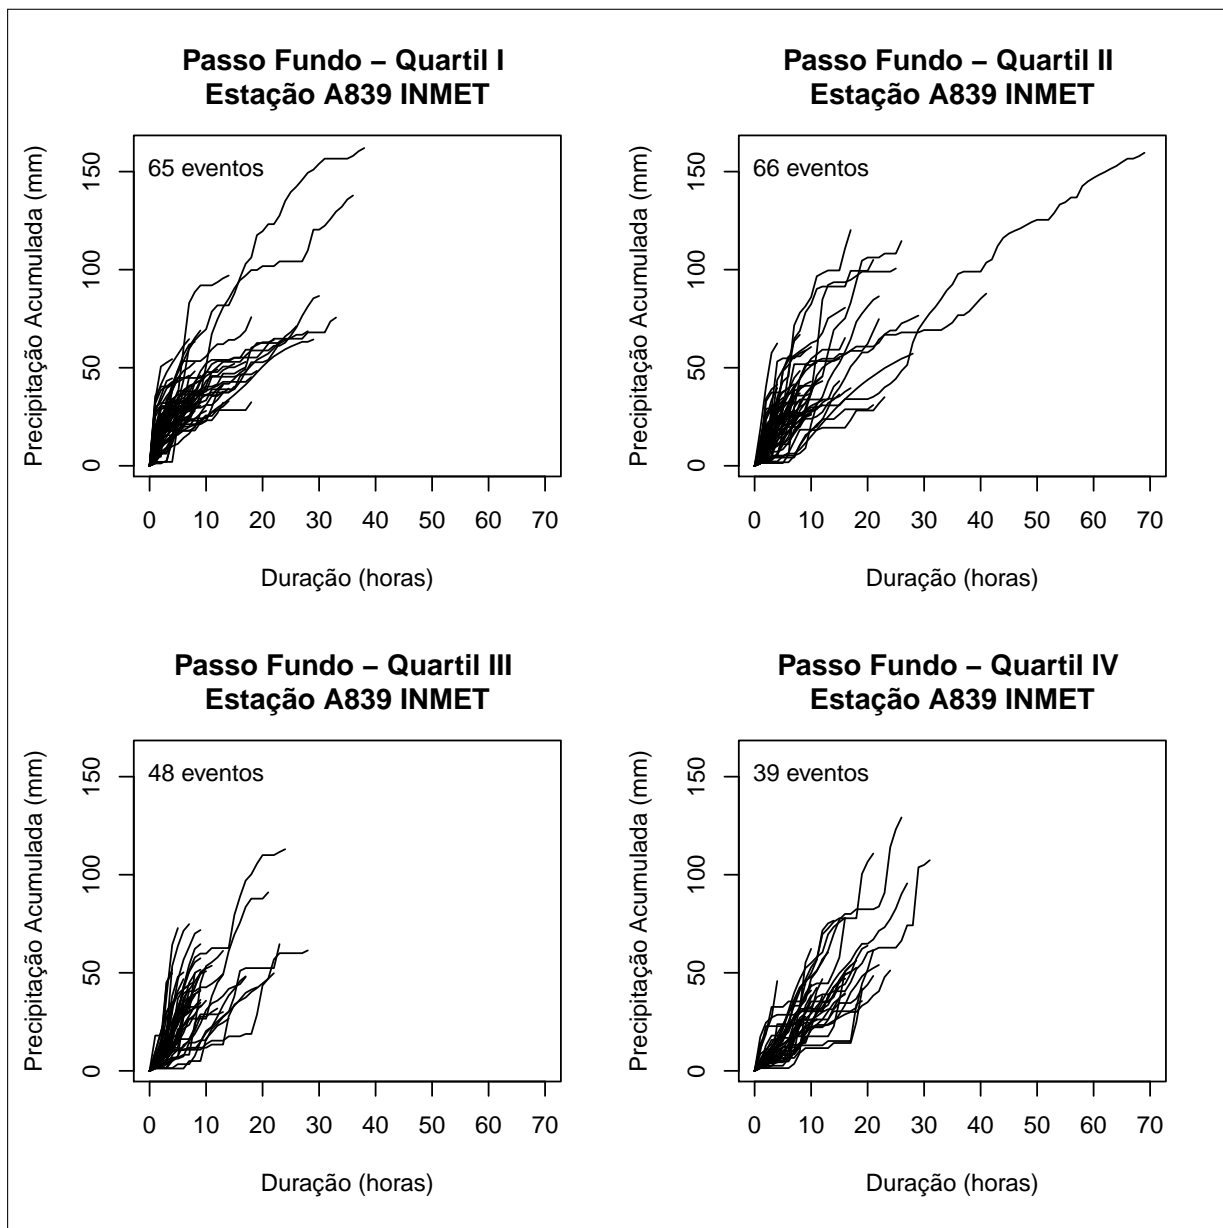 Passo Fundo – Quartil I
Estação A839 INMET
Precipitação Acumulada (mm)
150
100
50
0
65 eventos
0 10 20 30 40 50 60 70
Duração (horas)
Passo Fundo – Quartil II
Estação A839 INMET
Precipitação Acumulada (mm)
150
100
50
0
66 eventos
0 10 20 30 40 50 60 70
Duração (horas)
Passo Fundo – Quartil III
Estação A839 INMET
Precipitação Acumulada (mm)
150
100
50
0
48 eventos
0 10 20 30 40 50 60 70
Duração (horas)
Passo Fundo – Quartil IV
Estação A839 INMET
Precipitação Acumulada (mm)
150
100
50
0
39 eventos
0 10 20 30 40 50 60 70
Duração (horas)